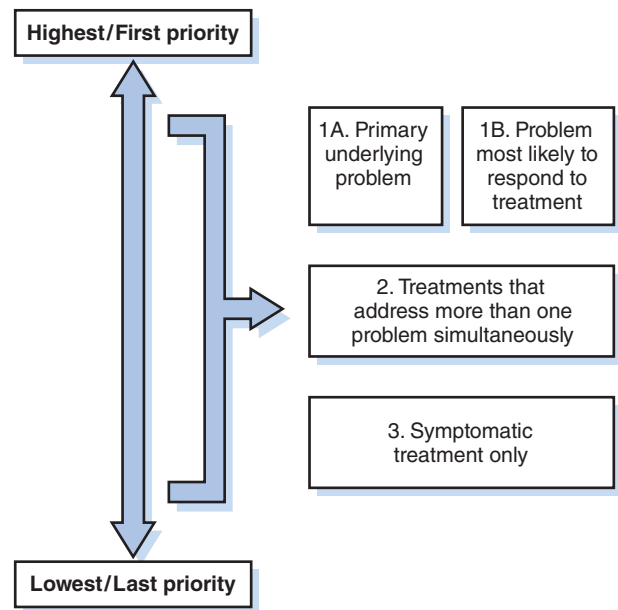 Highest/First priority
1A. Primary
underlying
problem
1B. Problem
most likely to
respond to
treatment
2. Treatments that
address more than one
problem simultaneously
3. Symptomatic
treatment only
Lowest/Last priority